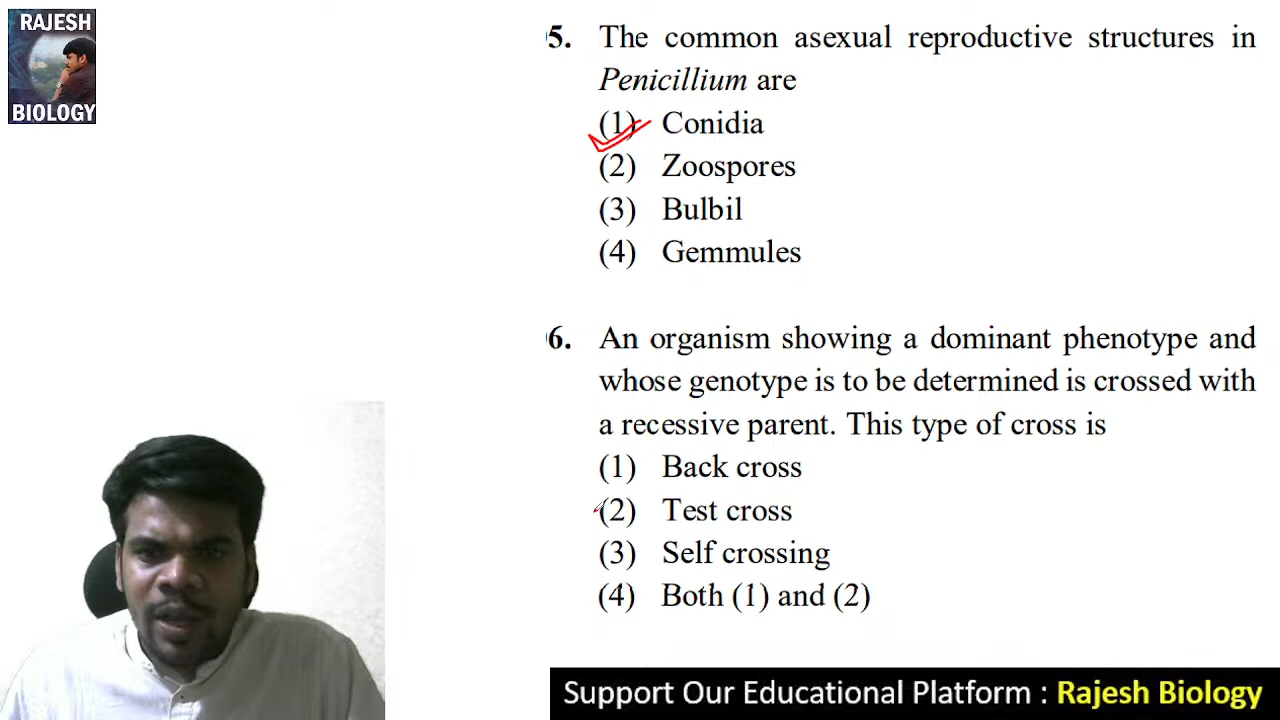 RAJESH
BIOLOGY
5. The common asexual reproductive structures in
Penicillium are
(1) Conidia
(2) Zoospores
(3) Bulbil
(4) Gemmules
6. An organism showing a dominant phenotype and
whose genotype is to be determined is crossed with
a recessive parent. This type of cross is
(1) Back cross
(2) Test cross
(3) Self crossing
(4) Both (1) and (2)
Support Our Educational Platform : Rajesh Biology